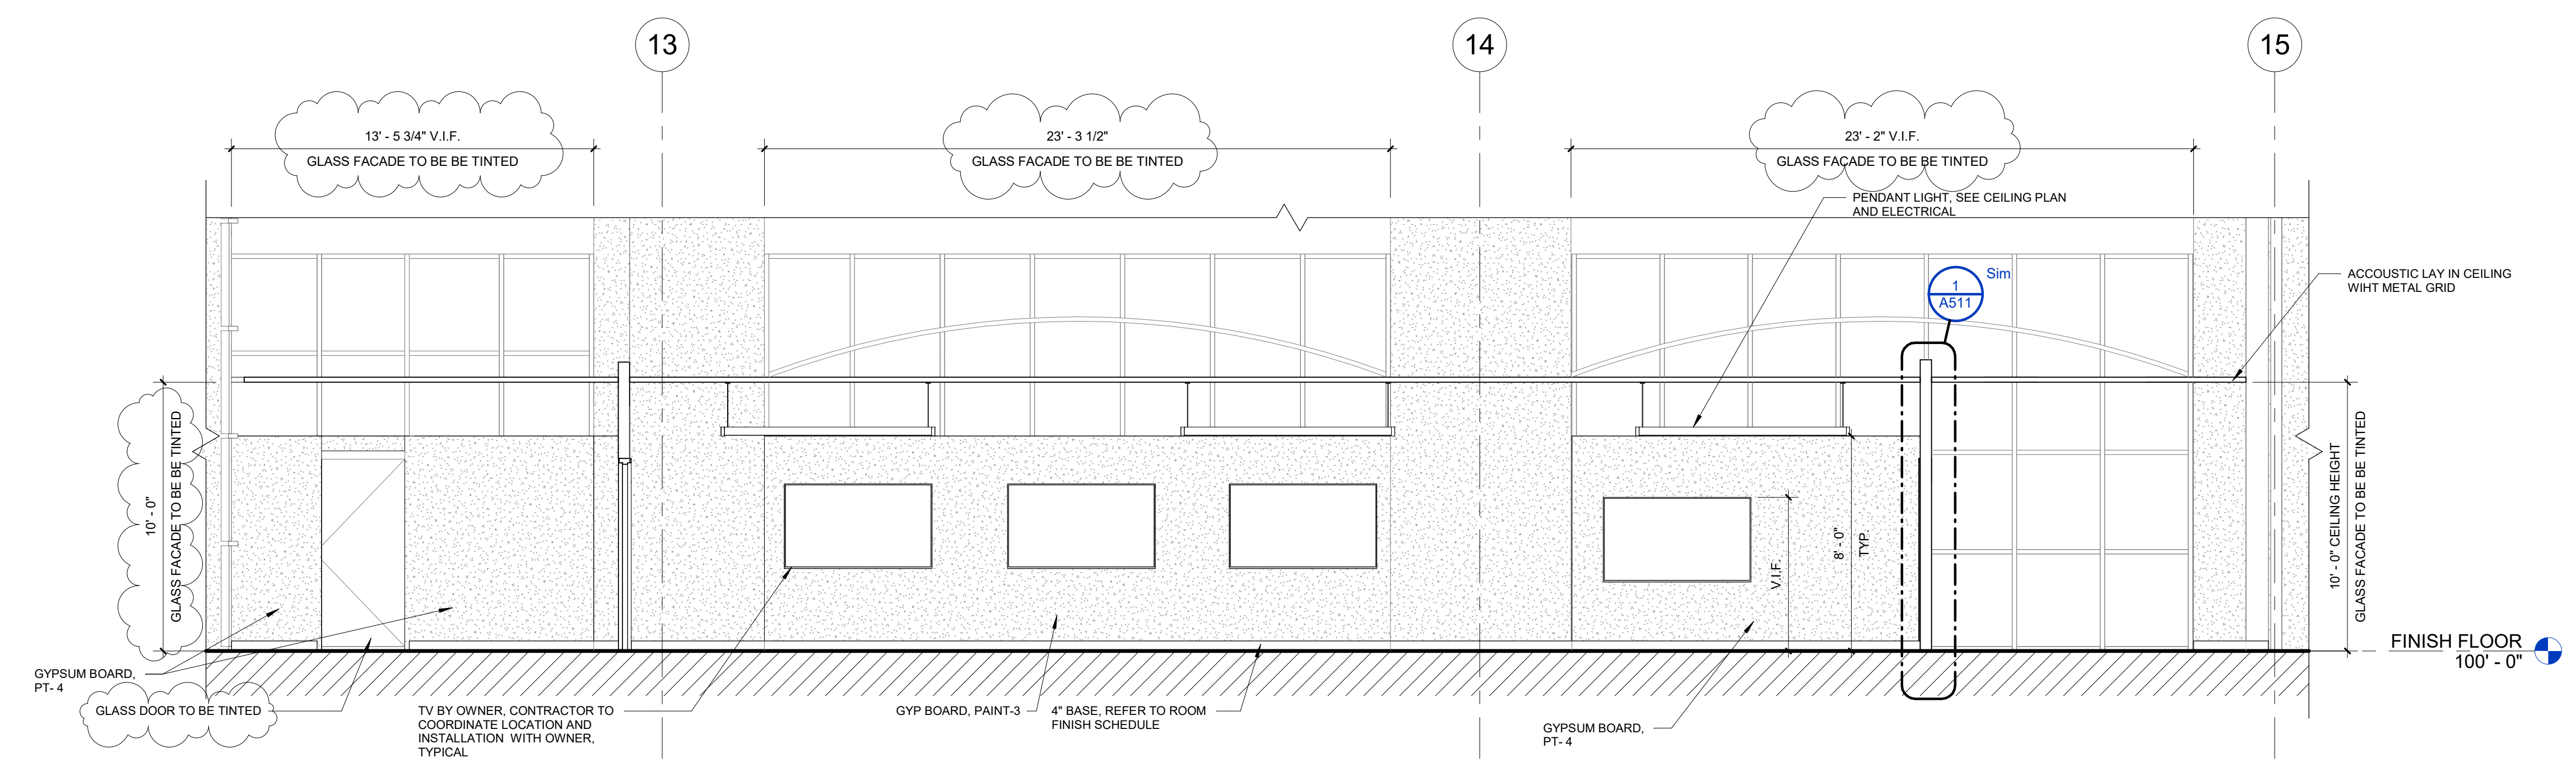 13
14
15
13' - 5 3/4" V.I.F.
GLASS FACADE TO BE BE TINTED
23' - 3 1/2"
GLASS FACADE TO BE BE TINTED
23' - 2" V.I.F.
GLASS FACADE TO BE BE TINTED
PENDANT LIGHT, SEE CEILING PLAN
AND ELECTRICAL
1
A511
Sim
ACCOUSTIC LAY IN CEILING
WIHT METAL GRID
10' - 0"
GLASS FACADE TO BE BE TINTED
V.I.F.
8' - 0"
TYP.
10' - 0" CEILING HEIGHT
GLASS FACADE TO BE BE TINTED
FINISH FLOOR
100' - 0"
GYPSUM BOARD,
PT- 4
GLASS DOOR TO BE TINTED
TV BY OWNER, CONTRACTOR TO
COORDINATE LOCATION AND
INSTALLATION WITH OWNER,
TYPICAL
GYP BOARD, PAINT-3
4" BASE, REFER TO ROOM
FINISH SCHEDULE
GYPSUM BOARD,
PT- 4